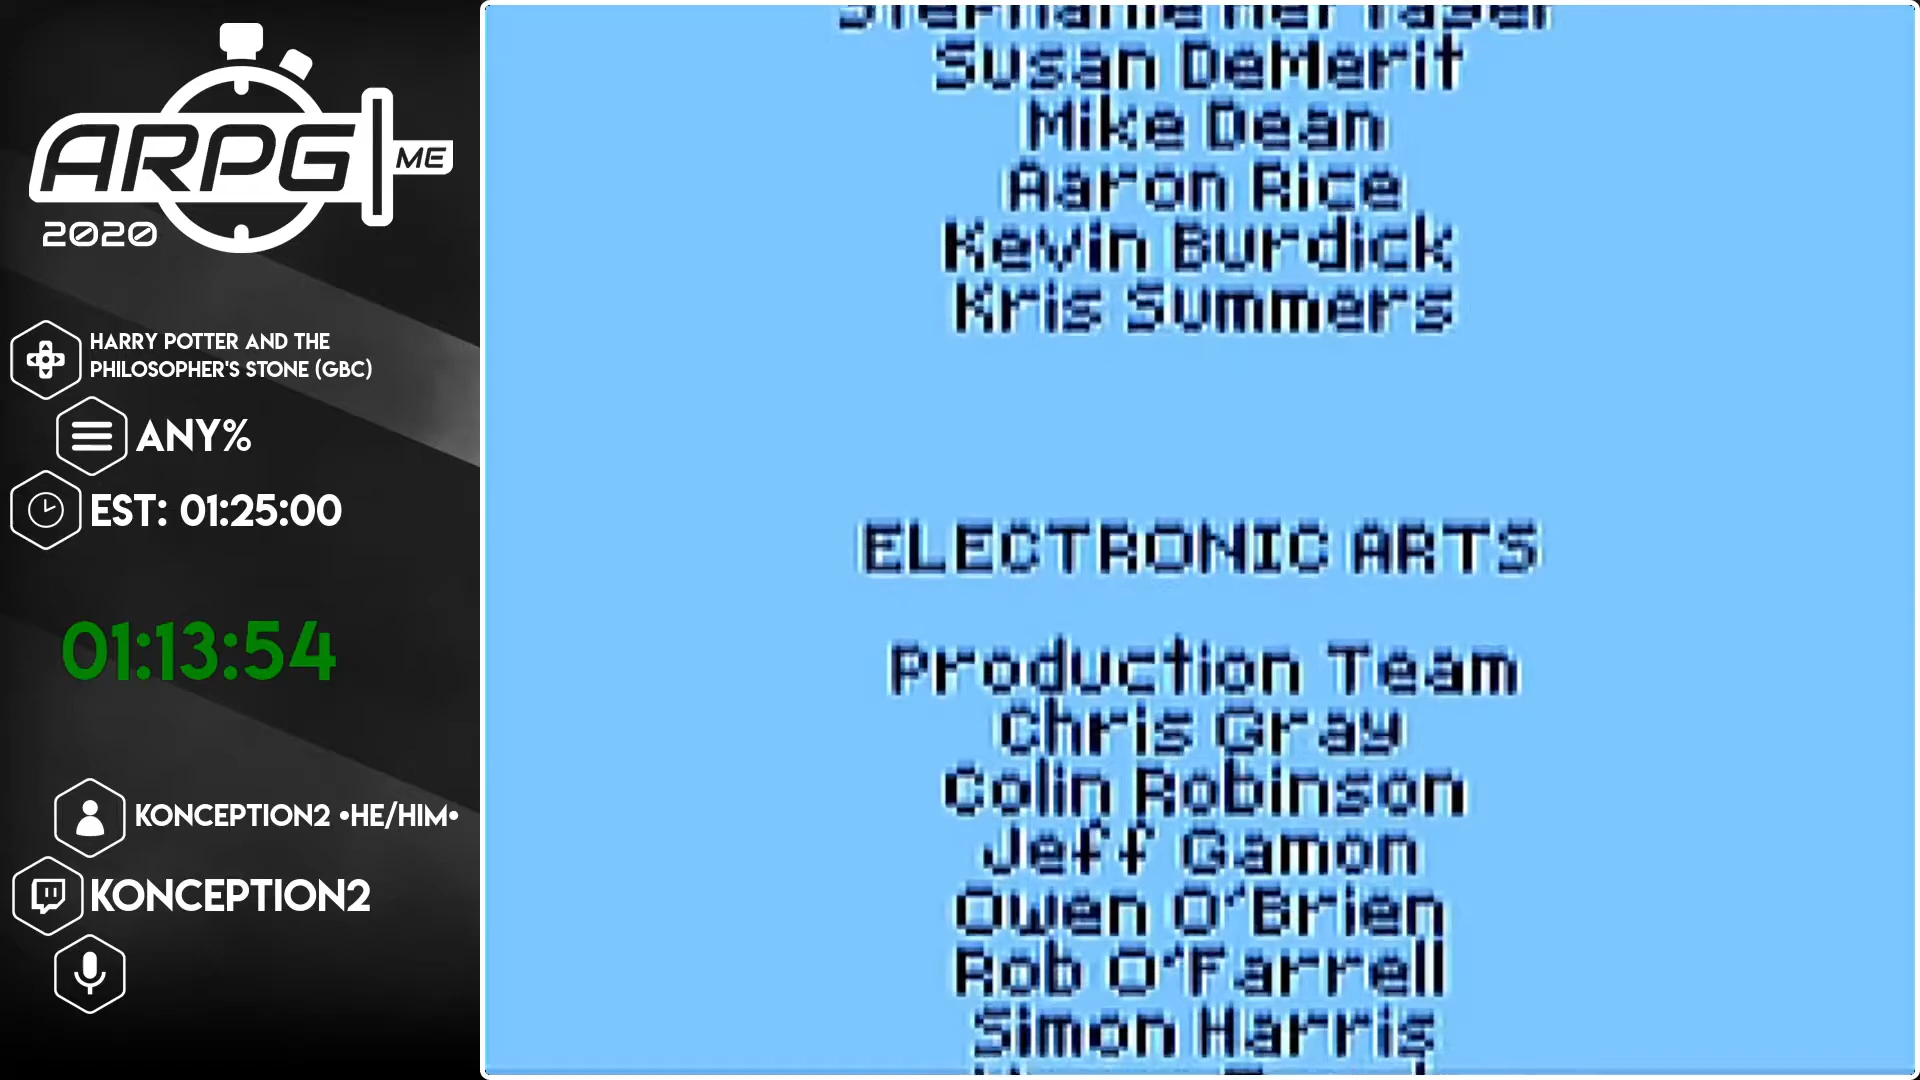 ARPG ME
2020
HARRY POTTER AND THE
PHILOSOPHER'S STONE (GBC)
ANY%
EST: 01:25:00
01:13:54
KONCEPTION2 •HE/HIM•
KONCEPTION2
Susan DeMerit
Mike Dean
Aaron Rice
Kevin Burdick
Kris Summers
ELECTRONIC ARTS
Production Team
Chris Gray
Colin Robinson
Jeff Gamon
Owen O'Brien
Rob O'Farrell
Simon Harris